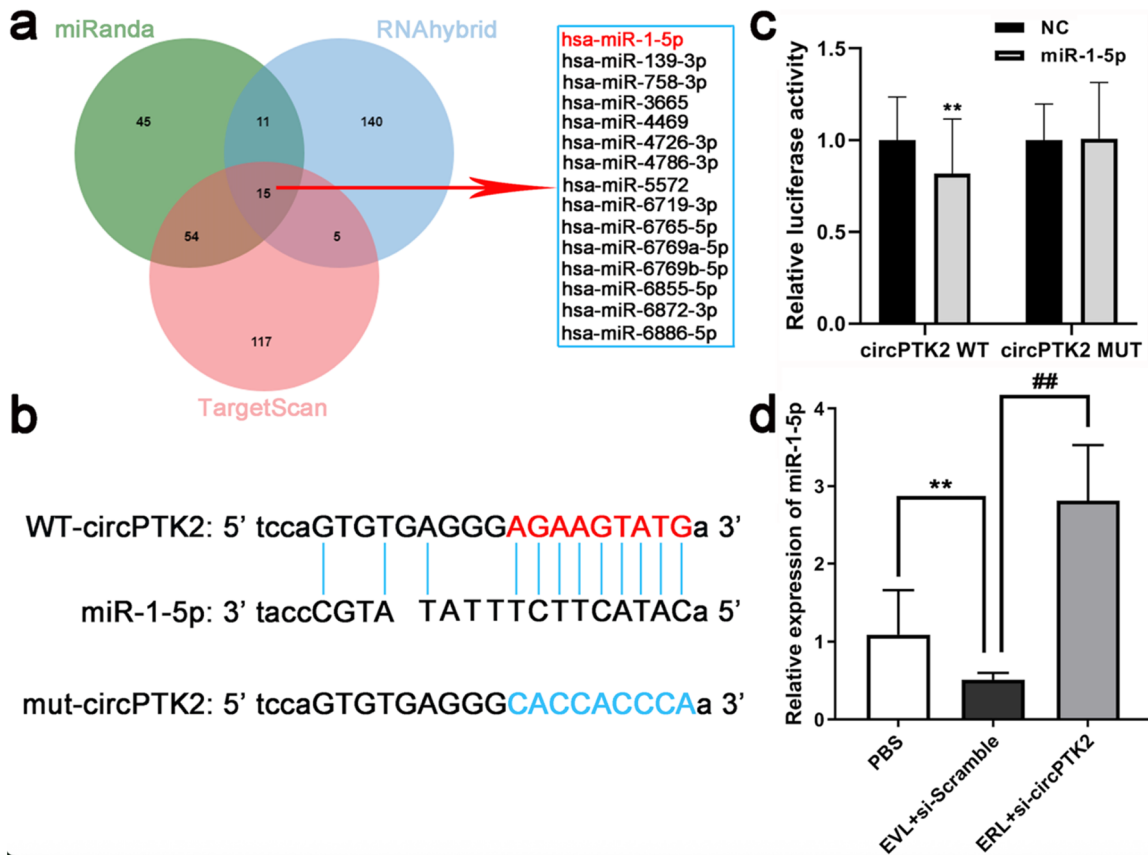 a
miRanda
RNAhybrid
45
11
140
15
54
5
117
TargetScan
hsa-miR-1-5p
hsa-miR-139-3p
hsa-miR-758-3p
hsa-miR-3665
hsa-miR-4469
hsa-miR-4726-3p
hsa-miR-4786-3p
hsa-miR-5572
hsa-miR-6719-3p
hsa-miR-6765-5p
hsa-miR-6769a-5p
hsa-miR-6769b-5p
hsa-miR-6855-5p
hsa-miR-6872-3p
hsa-miR-6886-5p
b
WT-circPTK2: 5’ tccaGTGTGAGGGAGAAGTATGa 3’
miR-1-5p: 3’ taccCGTA TATTTCTTCATACa 5’
mut-circPTK2: 5’ tccaGTGTGAGGGCACCACCCAa 3’
c
NC
miR-1-5p
Relative luciferase activity
1.5
1.0
0.5
0.0
**
circPTK2 WT
circPTK2 MUT
d
Relative expression of miR-1-5p
4
3
2
1
0
**
##
PBS
EVL+si-Scramble
ERL+si-circPTK2